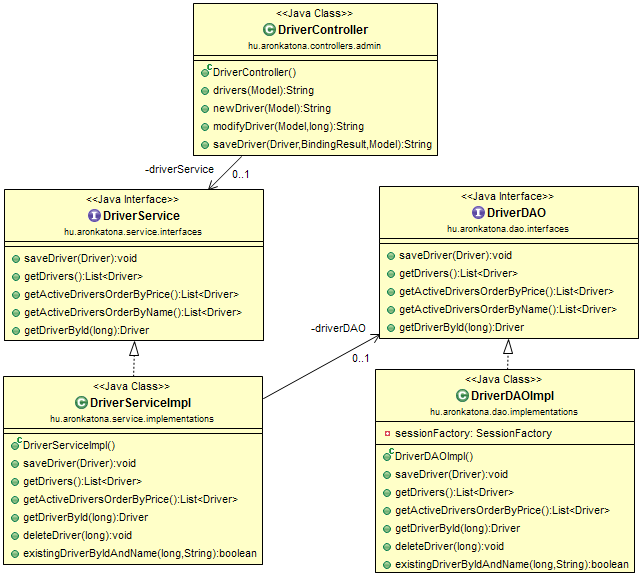 <<Java Class>>
DriverController
hu.aronkatona.controllers.admin
DriverController()
drivers(Model):String
newDriver(Model):String
modifyDriver(Model,long):String
saveDriver(Driver,BindingResult,Model):String
-driverService
0..1
<<Java Interface>>
DriverService
hu.aronkatona.service.interfaces
saveDriver(Driver):void
getDrivers():List<Driver>
getActiveDriversOrderByPrice():List<Driver>
getActiveDriversOrderByName():List<Driver>
getDriverById(long):Driver
<<Java Interface>>
DriverDAO
hu.aronkatona.dao.interfaces
saveDriver(Driver):void
getDrivers():List<Driver>
getActiveDriversOrderByPrice():List<Driver>
getActiveDriversOrderByName():List<Driver>
getDriverById(long):Driver
-driverDAO
0..1
<<Java Class>>
DriverServiceImpl
hu.aronkatona.service.implementations
DriverServiceImpl()
saveDriver(Driver):void
getDrivers():List<Driver>
getActiveDriversOrderByPrice():List<Driver>
getDriverById(long):Driver
deleteDriver(long):void
existingDriverByIdAndName(long,String):boolean
<<Java Class>>
DriverDAOImpl
hu.aronkatona.dao.implementations
sessionFactory: SessionFactory
DriverDAOImpl()
saveDriver(Driver):void
getDrivers():List<Driver>
getActiveDriversOrderByPrice():List<Driver>
getDriverById(long):Driver
deleteDriver(long):void
existingDriverByIdAndName(long,String):boolean